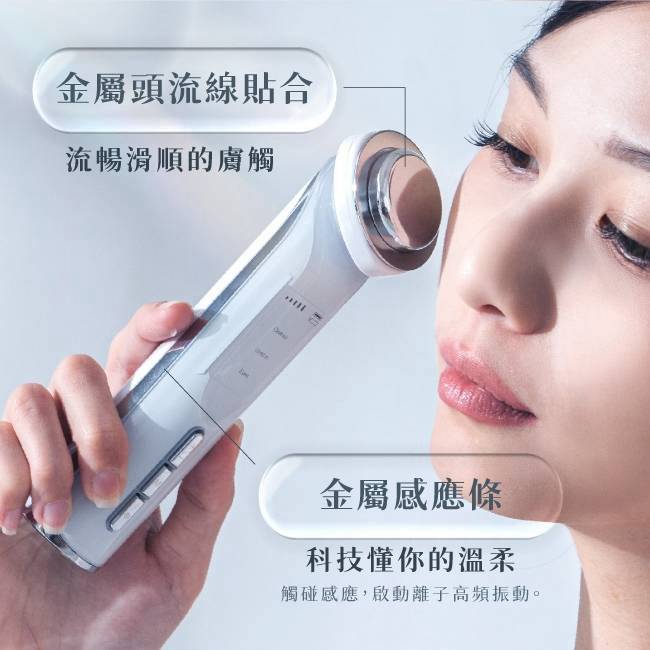 金屬頭流線貼合
流暢滑順的膚觸
金屬感應條
科技懂你的溫柔
觸碰感應，啟動離子高頻振動。